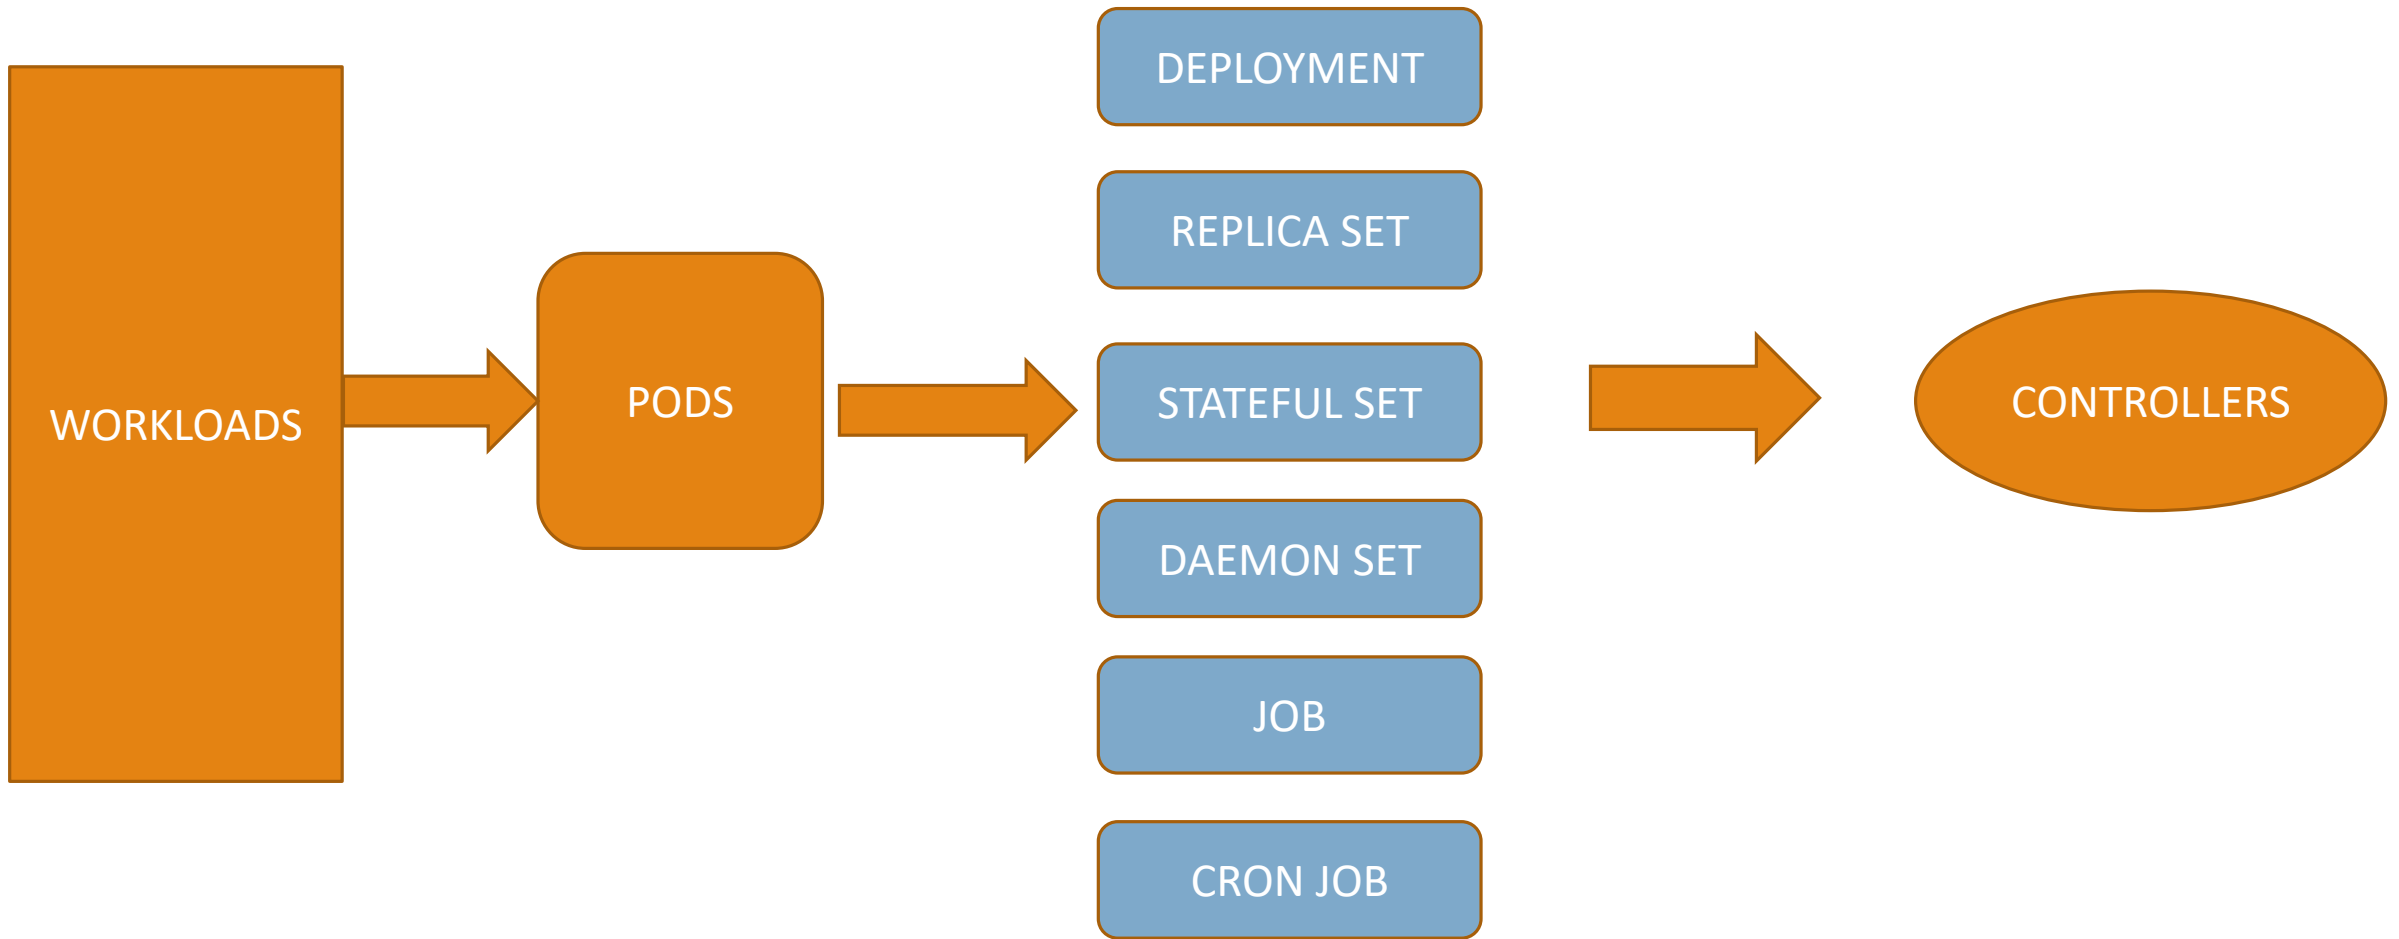 WORKLOADS
PODS
DEPLOYMENT
REPLICA SET
STATEFUL SET
DAEMON SET
JOB
CRON JOB
CONTROLLERS